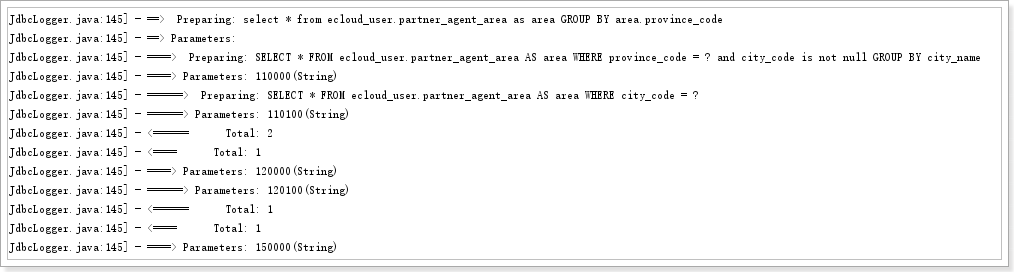 JdbcLogger.java:145] - ==>  Preparing: select * from ecloud_user.partner_agent_area as area GROUP BY area.province_code
JdbcLogger.java:145] - ==> Parameters:
JdbcLogger.java:145] - ====>  Preparing: SELECT * FROM ecloud_user.partner_agent_area AS area WHERE province_code = ? and city_code is not null GROUP BY city_name
JdbcLogger.java:145] - ====> Parameters: 110000(String)
JdbcLogger.java:145] - ======>  Preparing: SELECT * FROM ecloud_user.partner_agent_area AS area WHERE city_code = ?
JdbcLogger.java:145] - ======> Parameters: 110100(String)
JdbcLogger.java:145] - <======      Total: 2
JdbcLogger.java:145] - <====      Total: 1
JdbcLogger.java:145] - ====> Parameters: 120000(String)
JdbcLogger.java:145] - ======> Parameters: 120100(String)
JdbcLogger.java:145] - <======      Total: 1
JdbcLogger.java:145] - <====      Total: 1
JdbcLogger.java:145] - ====> Parameters: 150000(String)